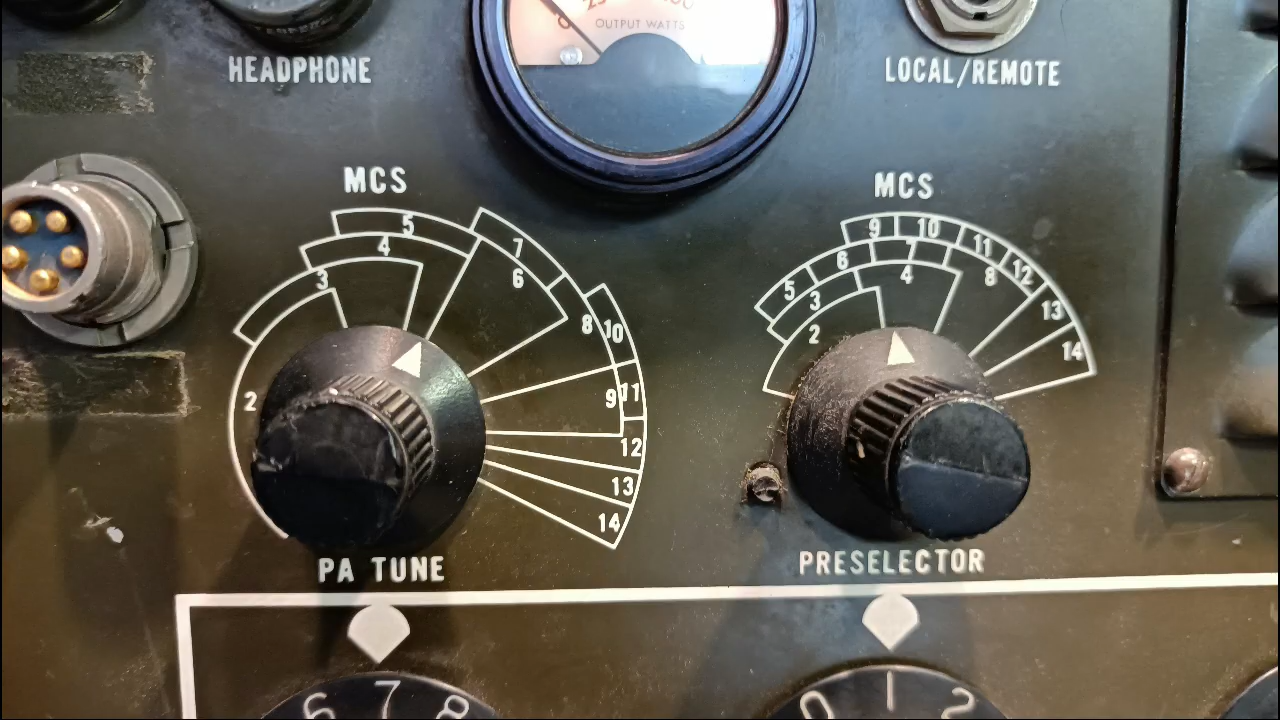 OUTPUT WATTS
HEADPHONE
LOCAL/REMOTE
MCS
MCS
5
4
3
7
6
2
8
10
9
11
12
13
14
9
10
11
12
13
14
5
6
7
8
3
4
2
PA TUNE
PRESELECTOR
6 7 8
0 1 2